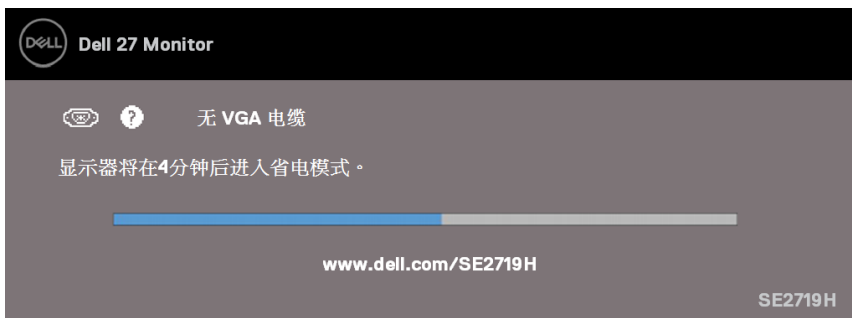 DELL Dell 27 Monitor
? 无 VGA 电缆
显示器将在4分钟后进入省电模式。
www.dell.com/SE2719H
SE2719H